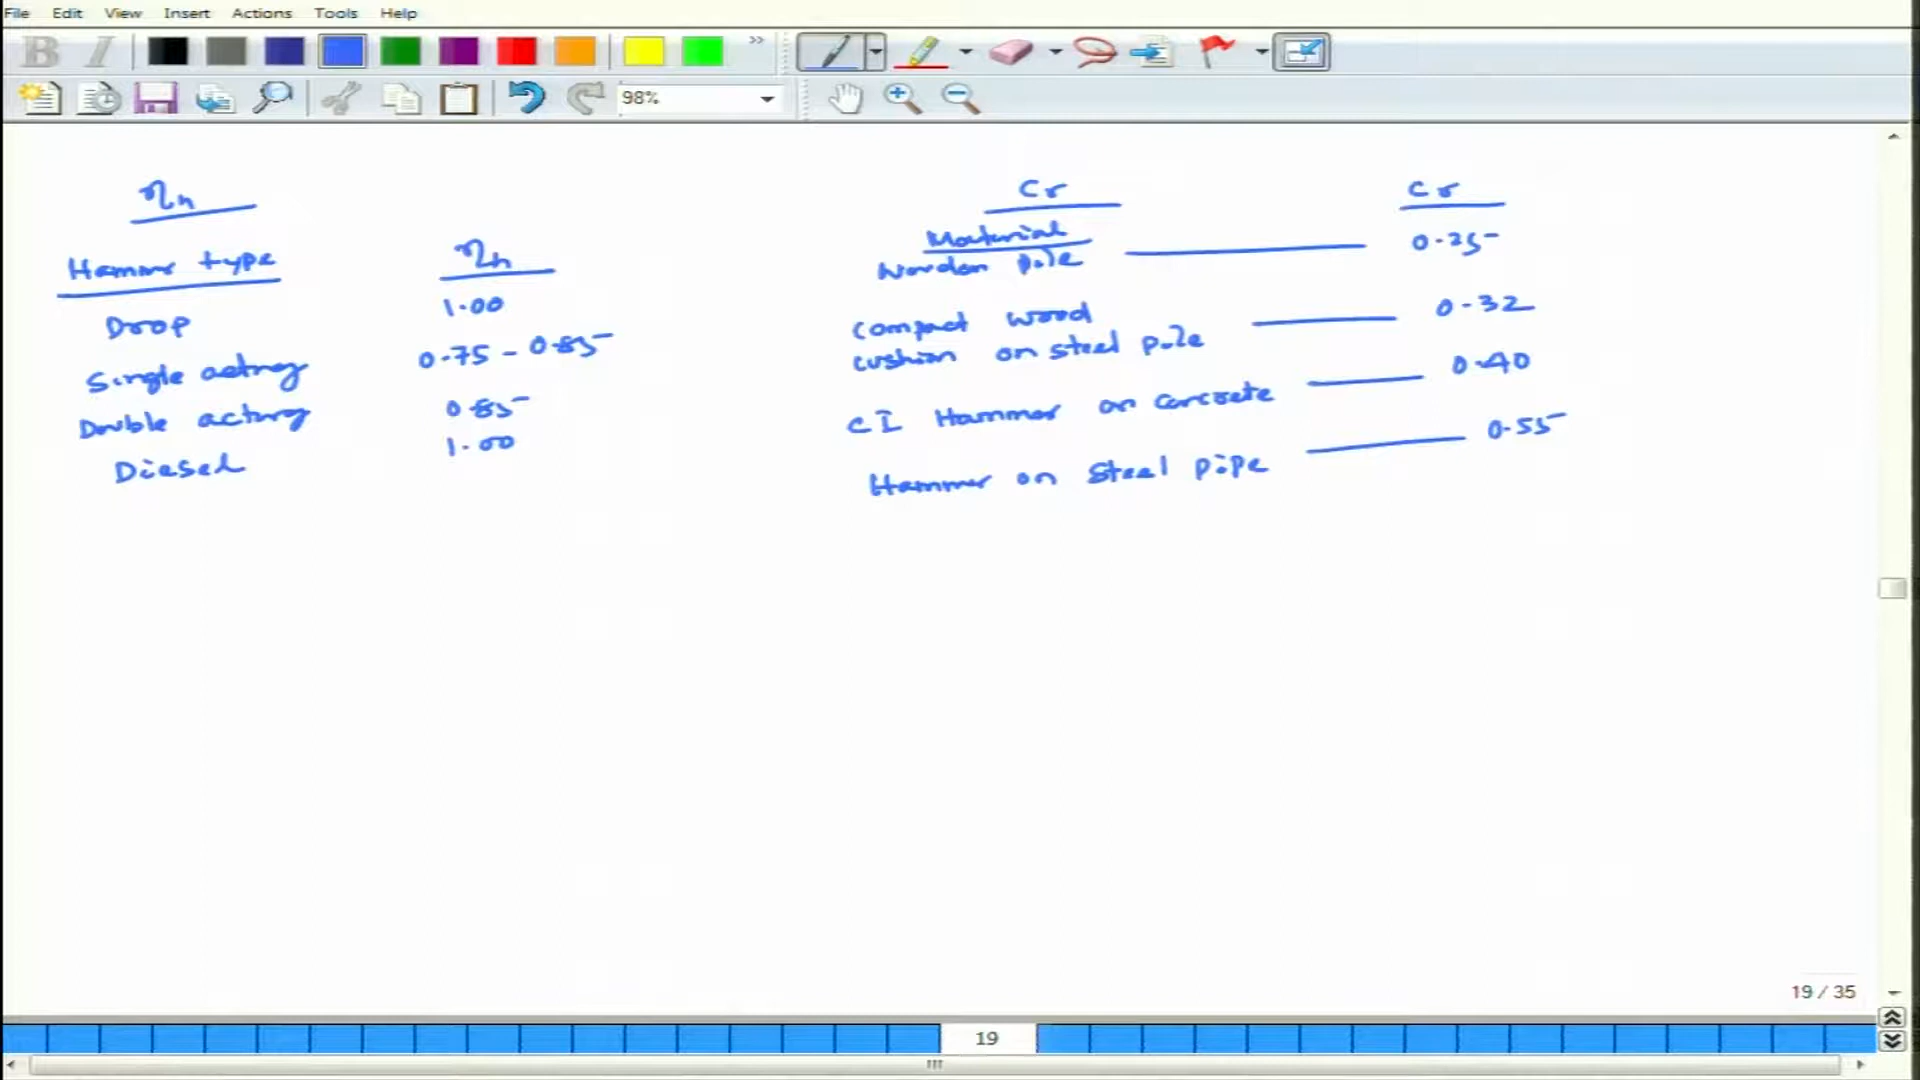 File Edit View Insert Actions Tools Help
B I
98%
ηh
Hammer type ηh
Drop 1.00
Single acting 0.75 - 0.85
Double acting 0.85
Diesel 1.00
Cr Cr
Material
Wooden pile 0.25
compact wood
cushion on steel pile 0.32
CI Hammer on concrete 0.40
Hammer on steel pipe 0.55
19 / 35
19